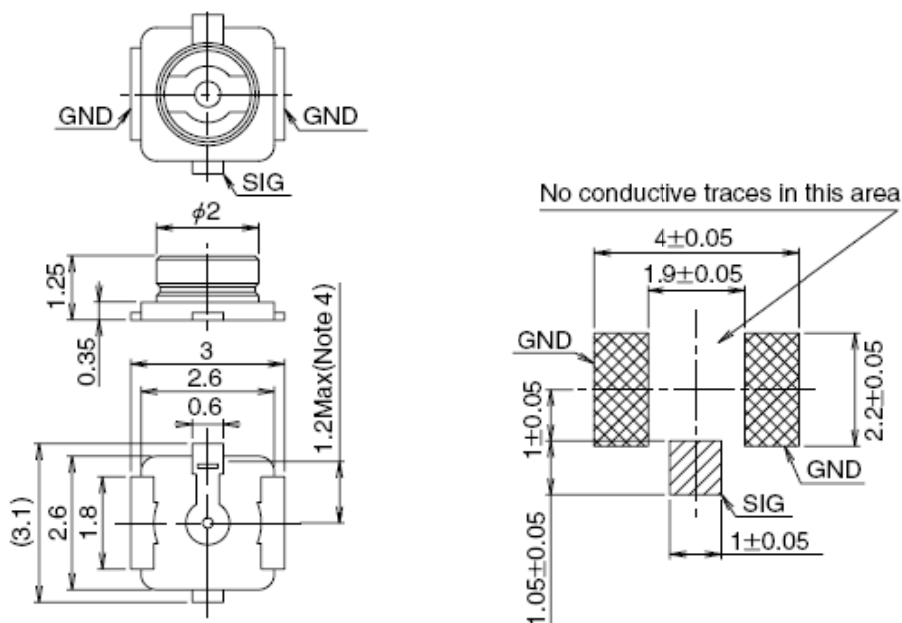 GND
GND
SIG
ϕ2
1.25
0.35
3
2.6
0.6
1.2Max(Note 4)
(3.1)
2.6
1.8
No conductive traces in this area
4±0.05
1.9±0.05
GND
2.2±0.05
1±0.05
GND
SIG
1±0.05
1.05±0.05